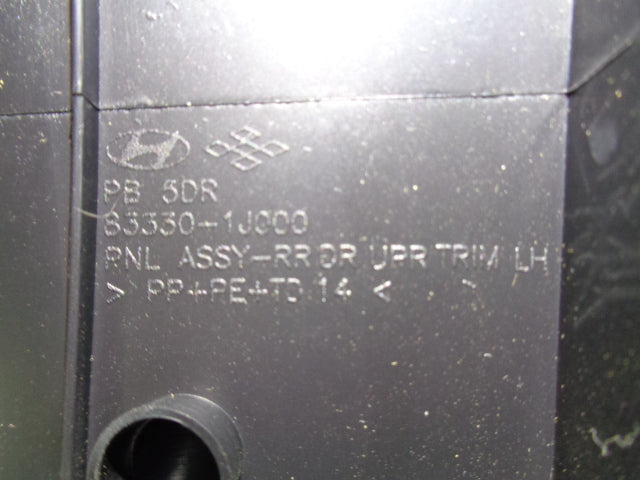 PB 5DR
83330-1J000
PNL ASSY-RR DR UPR TRIM LH
> PP+PE+TD 14 <